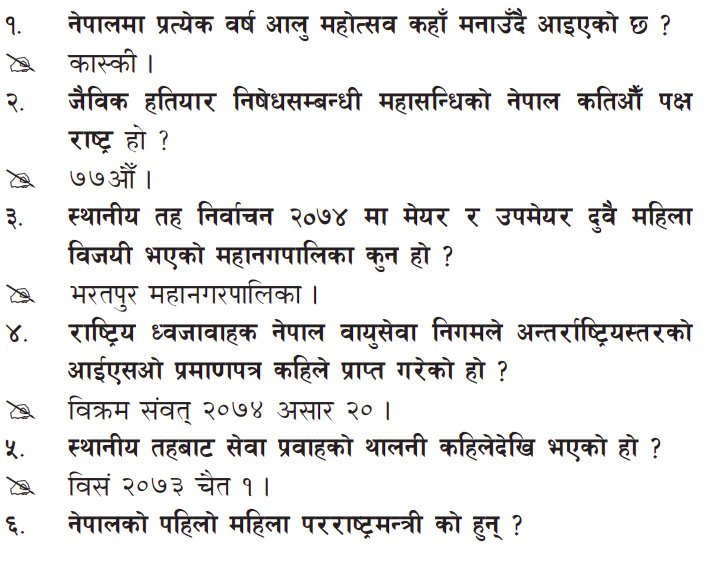 १. नेपालमा प्रत्येक वर्ष आलु महोत्सव कहाँ मनाउँदै आइएको छ ?
कास्की ।
२. जैविक हतियार निषेधसम्बन्धी महासन्धिको नेपाल कतिऔँ पक्ष
राष्ट्र हो ?
७७औँ ।
३. स्थानीय तह निर्वाचन २०७४ मा मेयर र उपमेयर दुवै महिला
विजयी भएको महानगपालिका कुन हो ?
भरतपुर महानगरपालिका ।
४. राष्ट्रिय ध्वजावाहक नेपाल वायुसेवा निगमले अन्तर्राष्ट्रियस्तरको
आईएसओ प्रमाणपत्र कहिले प्राप्त गरेको हो ?
विक्रम संवत् २०७४ असार २० ।
५. स्थानीय तहबाट सेवा प्रवाहको थालनी कहिलेदेखि भएको हो ?
विसं २०७३ चैत १ ।
६. नेपालको पहिलो महिला परराष्ट्रमन्त्री को हुन् ?